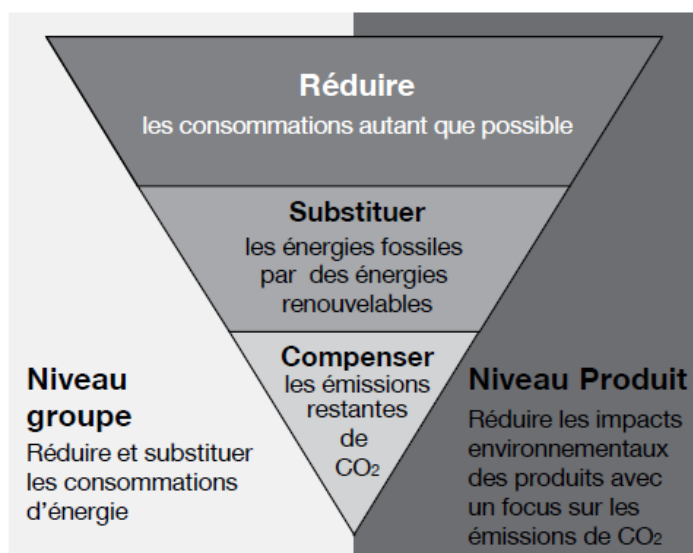 Réduire
les consommations autant que possible
Substituer
les énergies fossiles
par des énergies
renouvelables
Compenser
les émissions
restantes
de
CO₂
Niveau
groupe
Réduire et substituer
les consommations
d'énergie
Niveau Produit
Réduire les impacts
environnementaux
des produits avec
un focus sur les
émissions de CO₂